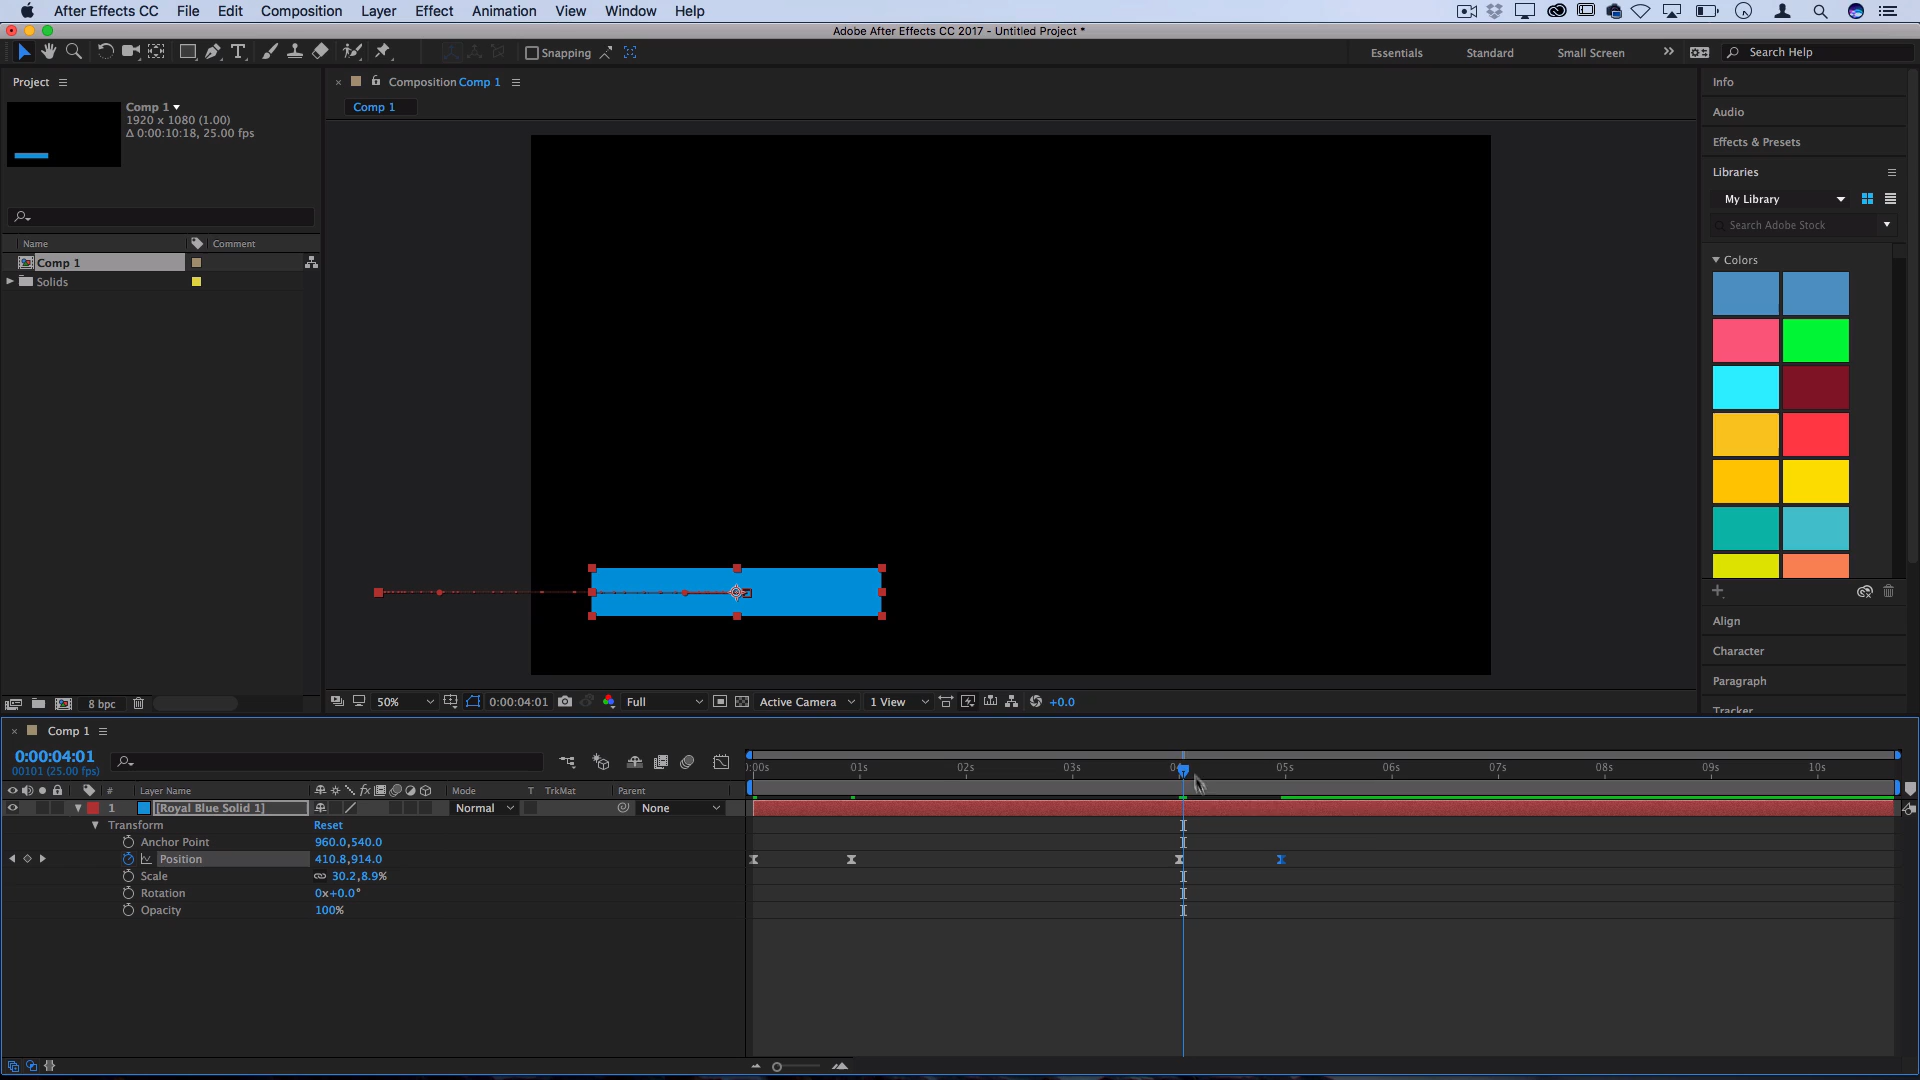 After Effects CC File Edit Composition Layer Effect Animation View Window Help
Adobe After Effects CC 2017 - Untitled Project *
Snapping Essentials Standard Small Screen Search Help
Project
Comp 1
1920 x 1080 (1.00)
Δ 0:00:10:18, 25.00 fps
Name Comment
Comp 1
Solids
8 bpc
Composition Comp 1
Comp 1
50% 0:00:04:01 Full Active Camera 1 View +0.0
Info
Audio
Effects & Presets
Libraries
My Library
Search Adobe Stock
Colors
Align
Character
Paragraph
Tracker
Comp 1
0:00:04:01
00101 (25.00 fps)
# Layer Name Mode T TrkMat Parent
1 [Royal Blue Solid 1] Normal None
Transform Reset
Anchor Point 960.0,540.0
Position 410.8,914.0
Scale 30.2,8.9%
Rotation 0x+0.0°
Opacity 100%
:00s 01s 02s 03s 05s 06s 07s 08s 09s 10s